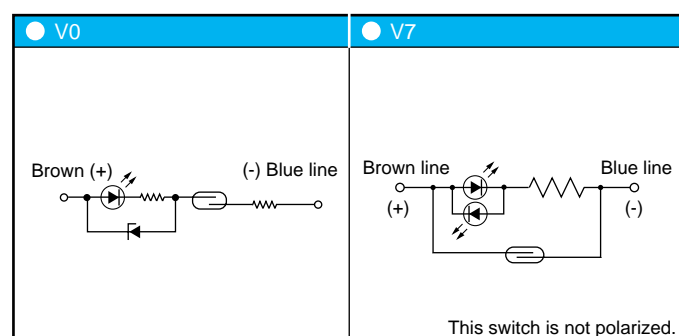 V0
Brown (+)
(-) Blue line
V7
Brown line
Blue line
(+)
(-)
This switch is not polarized.